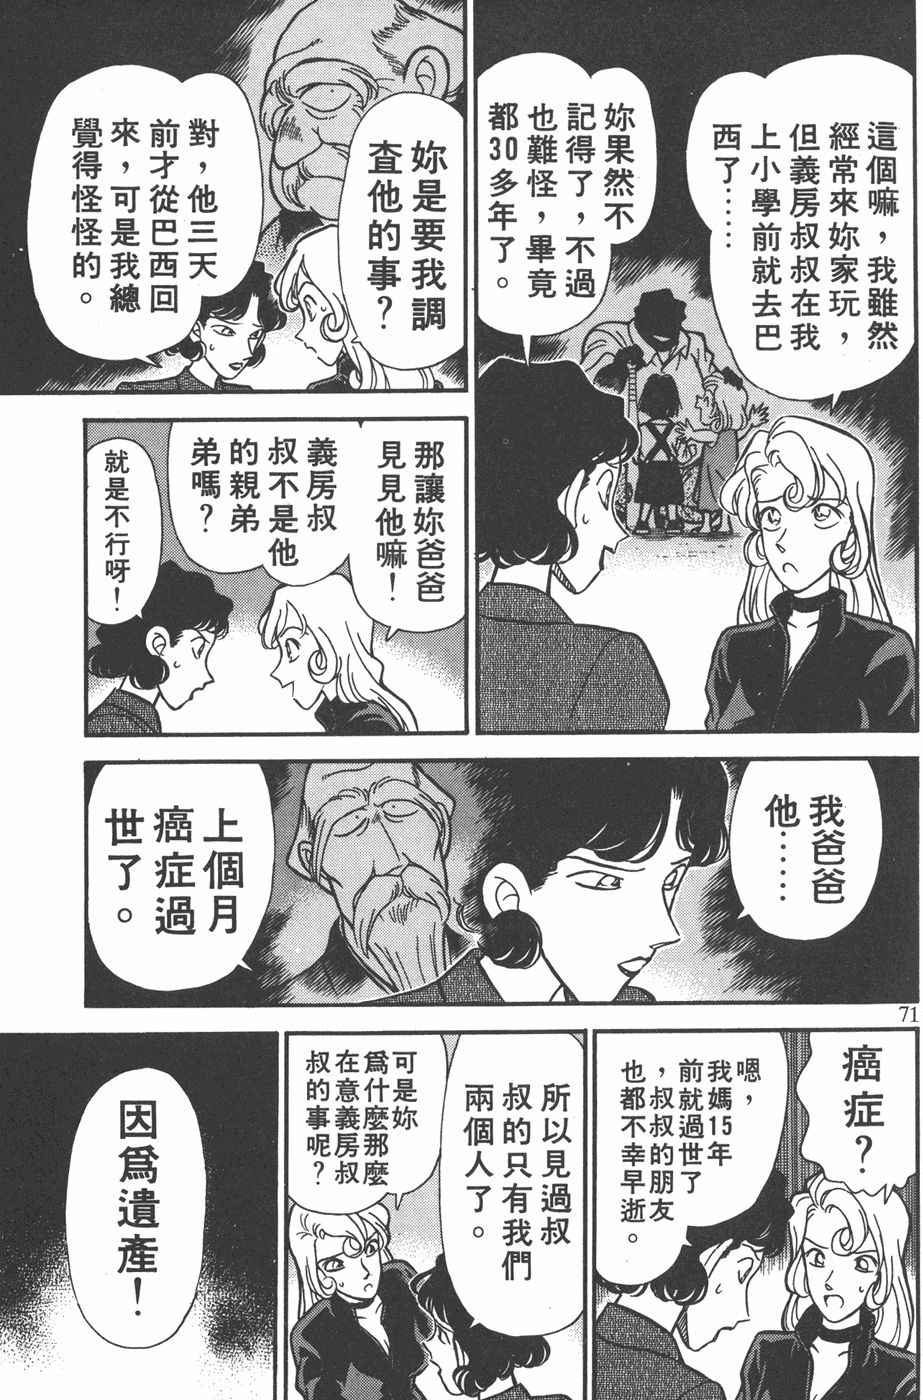 這個嘛，我雖然
經常來妳家玩，
但義房叔叔在我
上小學前就去巴
西了……
妳果然不
記得了，不過
也難怪，畢竟
都30多年了。
妳是要我調
查他的事？
對，他三天
前才從巴西回
來，可是我總
覺得怪怪的。
那讓妳爸爸
見見他嘛！
義房叔
叔不是他
的親弟
弟嗎？
就是不行呀！
我爸爸
他……
上個月
癌症過
世了。
71
癌症？
嗯，
我媽15年
前就過世了
，叔叔的朋友
也都不幸早逝。
所以見過叔
叔的只有我們
兩個人了。
可是妳
為什麼那麼
在意義房叔
叔的事呢？
因為遺產！